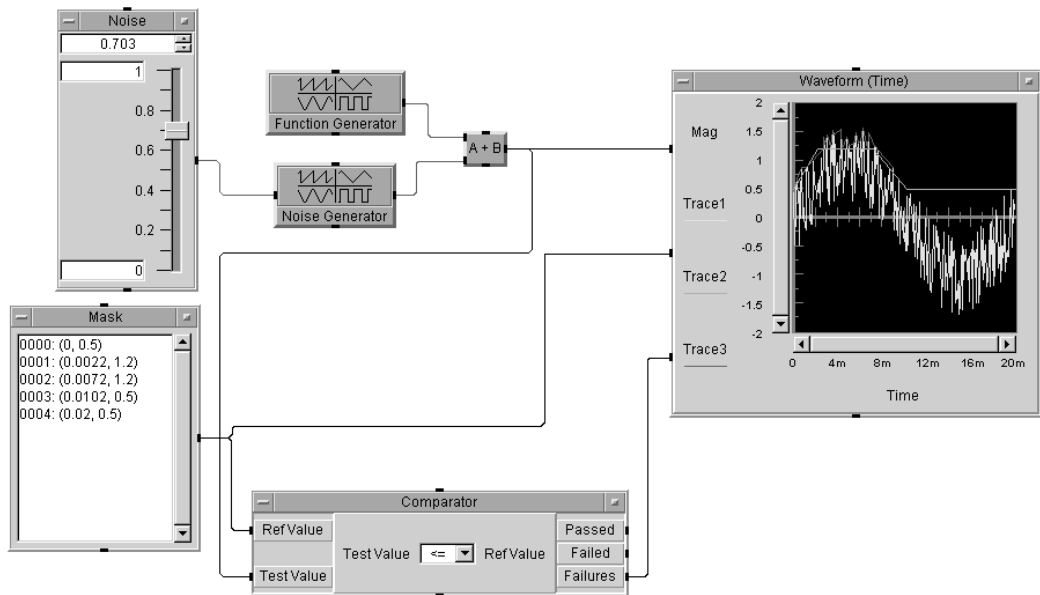 Noise
0.703
1
0.8
0.6
0.4
0.2
0
Function Generator
Noise Generator
A + B
Mask
0000: (0, 0.5)
0001: (0.0022, 1.2)
0002: (0.0072, 1.2)
0003: (0.0102, 0.5)
0004: (0.02, 0.5)
Waveform (Time)
Mag
Trace1
Trace2
Trace3
2
1.5
1
0.5
0
-0.5
-1
-1.5
-2
0 4m 8m 12m 16m 20m
Time
Comparator
Ref Value
Test Value
Test Value <= Ref Value
Passed
Failed
Failures